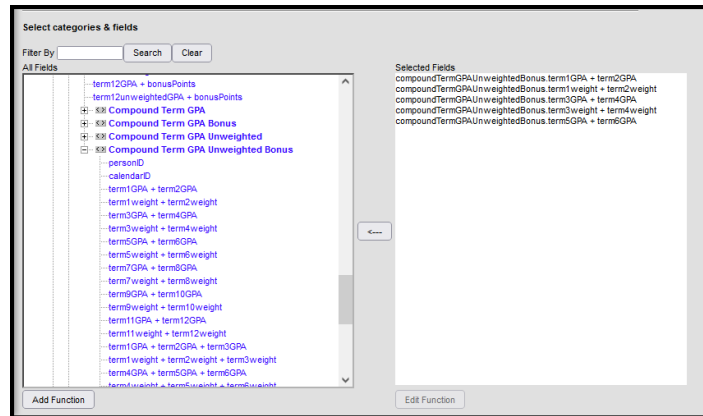 Select categories & fields
Filter By
Search
Clear
All Fields
term12GPA + bonusPoints
term12unweightedGPA + bonusPoints
Compound Term GPA
Compound Term GPA Bonus
Compound Term GPA Unweighted
Compound Term GPA Unweighted Bonus
personID
calendarID
term1GPA + term2GPA
term1weight + term2weight
term3GPA + term4GPA
term3weight + term4weight
term5GPA + term6GPA
term5weight + term6weight
term7GPA + term8GPA
term7weight + term8weight
term9GPA + term10GPA
term9weight + term10weight
term11GPA + term12GPA
term11weight + term12weight
term1GPA + term2GPA + term3GPA
term1weight + term2weight + term3weight
term4GPA + term5GPA + term6GPA
term4weight + term5weight + term6weight
Add Function
<---
Selected Fields
compoundTermGPAUnweightedBonus.term1GPA + term2GPA
compoundTermGPAUnweightedBonus.term1weight + term2weight
compoundTermGPAUnweightedBonus.term3GPA + term4GPA
compoundTermGPAUnweightedBonus.term3weight + term4weight
compoundTermGPAUnweightedBonus.term5GPA + term6GPA
Edit Function